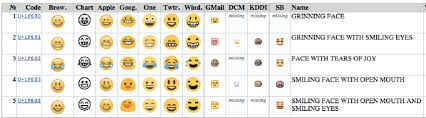 № Code Brow. Chart Apple Goog. One Twtr. Wind. GMail DCM KDDI SB Name
1 U+1F600 missing missing missing GRINNING FACE
2 U+1F601 GRINNING FACE WITH SMILING EYES
3 U+1F602 missing FACE WITH TEARS OF JOY
4 U+1F603 SMILING FACE WITH OPEN MOUTH
5 U+1F604 missing missing SMILING FACE WITH OPEN MOUTH AND
SMILING EYES